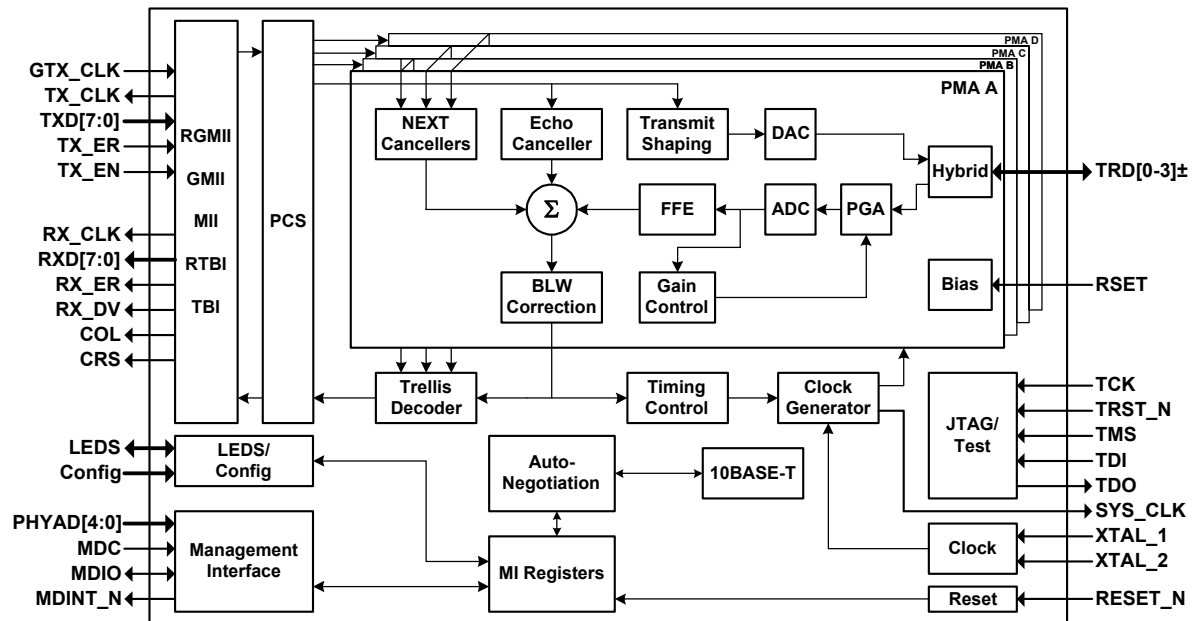 GTX_CLK
TX_CLK
TXD[7:0]
TX_ER
TX_EN
RX_CLK
RXD[7:0]
RX_ER
RX_DV
COL
CRS
LEDS
Config
PHYAD[4:0]
MDC
MDIO
MDINT_N
RGMII
GMII
MII
RTBI
TBI
PCS
PMA D
PMA C
PMA B
PMA A
NEXT
Cancellers
Echo
Canceller
Transmit
Shaping
DAC
Hybrid
Σ
FFE
ADC
PGA
BLW
Correction
Gain
Control
Bias
Trellis
Decoder
Timing
Control
Clock
Generator
JTAG/
Test
LEDS/
Config
Auto-
Negotiation
10BASE-T
Management
Interface
MI Registers
Clock
Reset
TRD[0-3]±
RSET
TCK
TRST_N
TMS
TDI
TDO
SYS_CLK
XTAL_1
XTAL_2
RESET_N